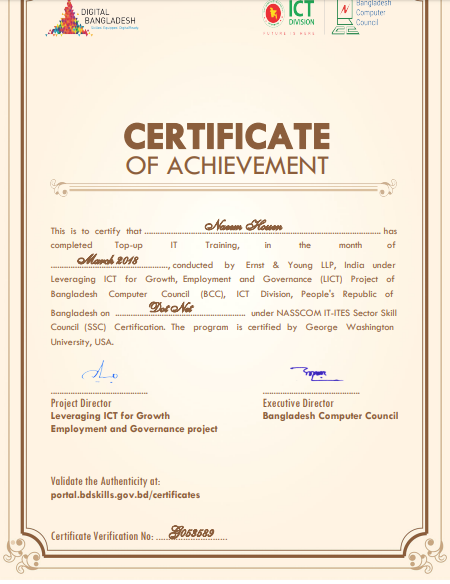 DIGITAL
BANGLADESH
ICT
DIVISION
FUTURE IS HERE
Bangladesh
Computer
Council
CERTIFICATE
OF ACHIEVEMENT
This is to certify that ........ has
completed Top-up IT Training, in the month of
March 2018, conducted by Ernst & Young LLP, India under
Leveraging ICT for Growth, Employment and Governance (LICT) Project of
Bangladesh Computer Council (BCC), ICT Division, People's Republic of
Bangladesh on Dot Net under NASSCOM IT-ITES Sector Skill
Council (SSC) Certification. The program is certified by George Washington
University, USA.
Project Director
Leveraging ICT for Growth
Employment and Governance project
Executive Director
Bangladesh Computer Council
Validate the Authenticity at:
portal.bdskills.gov.bd/certificates
Certificate Verification No: G053589